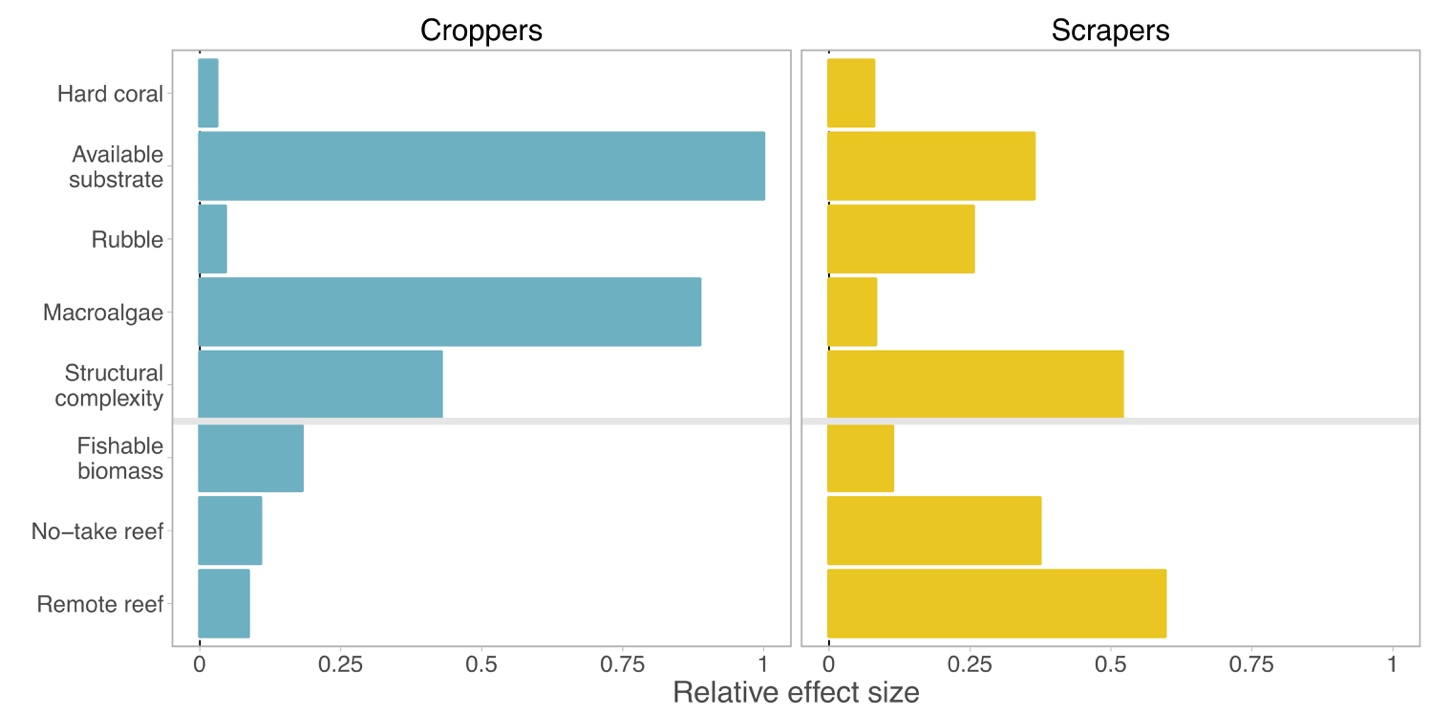 Croppers
Scrapers
Hard coral
Available
substrate
Rubble
Macroalgae
Structural
complexity
Fishable
biomass
No−take reef
Remote reef
0 0.25 0.5 0.75 1
0 0.25 0.5 0.75 1
Relative effect size